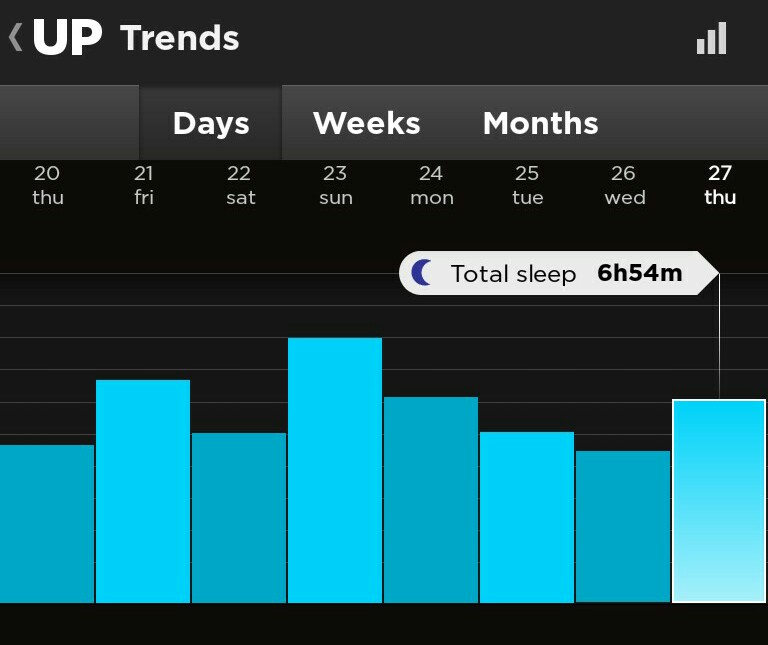 UP Trends
Days Weeks Months
20 21 22 23 24 25 26 27
thu fri sat sun mon tue wed thu
Total sleep 6h54m